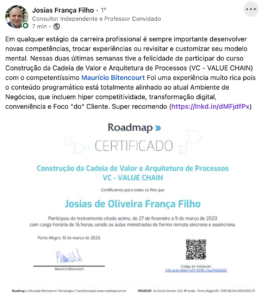 Josias França Filho · 1º
Consultor Independente e Professor Convidado
7 min ·
Em qualquer estágio da carreira profissional é sempre importante desenvolver
novas competências, trocar experiências ou revisitar e customizar seu modelo
mental. Nessas duas últimas semanas tive a felicidade de participar do curso
Construção da Cadeia de Valor e Arquitetura de Processos (VC - VALUE CHAIN)
com o competentíssimo Maurício Bitencourt Foi uma experiência muito rica pois
o conteúdo programático está totalmente alinhado ao atual Ambiente de
Negócios, que incluem hiper competitividade, transformação digital,
conveniência e Foco "do" Cliente. Super recomendo (https://lnkd.in/dMFjdfPx)
Roadmap
CERTIFICADO
Construção da Cadeia de Valor e Arquitetura de Processos
VC - VALUE CHAIN
Certificamos para todos os fins que
Josias de Oliveira França Filho
Participou do treinamento citado acima, de 27 de fevereiro a 9 de março de 2023
com carga horária de 16 horas, sendo as aulas ministradas de forma remota síncrona e assíncrona.
Porto Alegre, 10 de março de 2023.
Maurício Bitencourt
Código de Validação